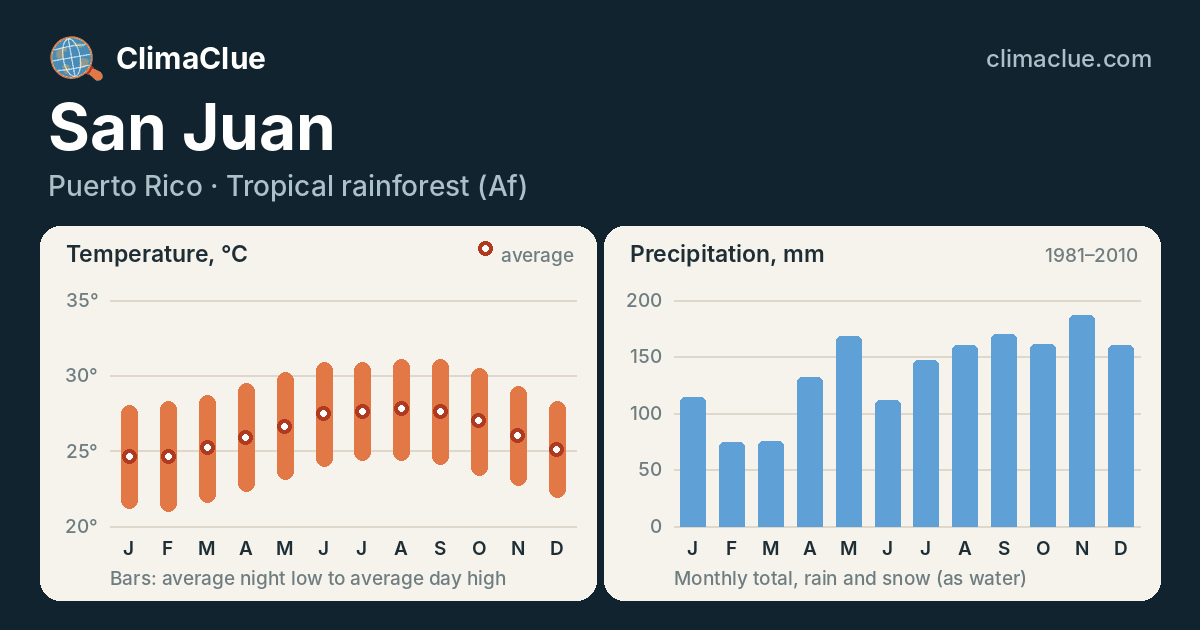 ClimaClue
climaclue.com
San Juan
Puerto Rico · Tropical rainforest (Af)
Temperature, °C
average
35°
30°
25°
20°
J F M A M J J A S O N D
Bars: average night low to average day high
Precipitation, mm
1981–2010
200
150
100
50
0
J F M A M J J A S O N D
Monthly total, rain and snow (as water)